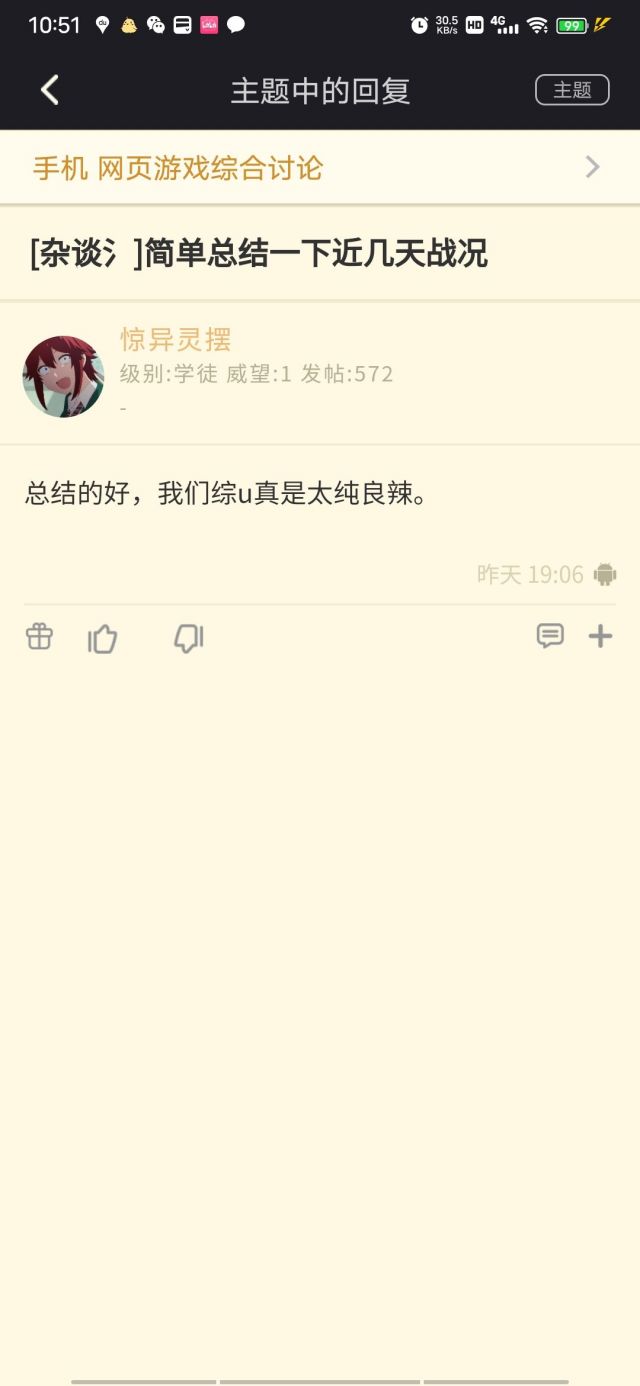 10:51
30.5
KB/s
HD
4G
99
主题中的回复
主题
手机 网页游戏综合讨论
[杂谈氵]简单总结一下近几天战况
惊异灵摆
级别:学徒 威望:1 发帖:572
-
总结的好，我们综u真是太纯良辣。
昨天 19:06